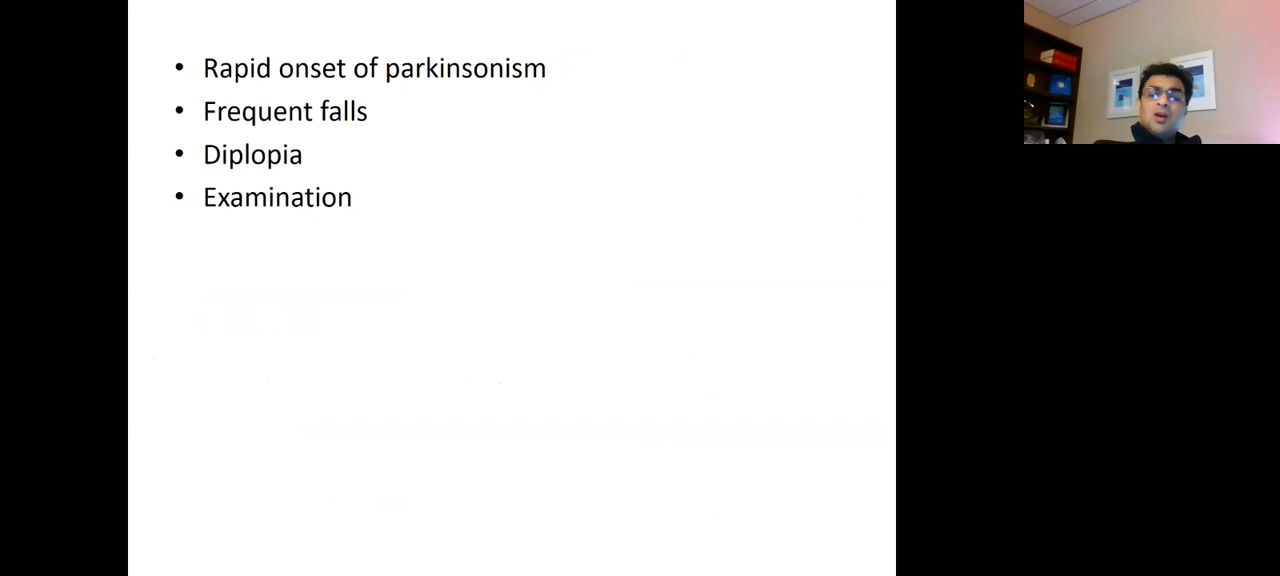 • Rapid onset of parkinsonism
• Frequent falls
• Diplopia
• Examination